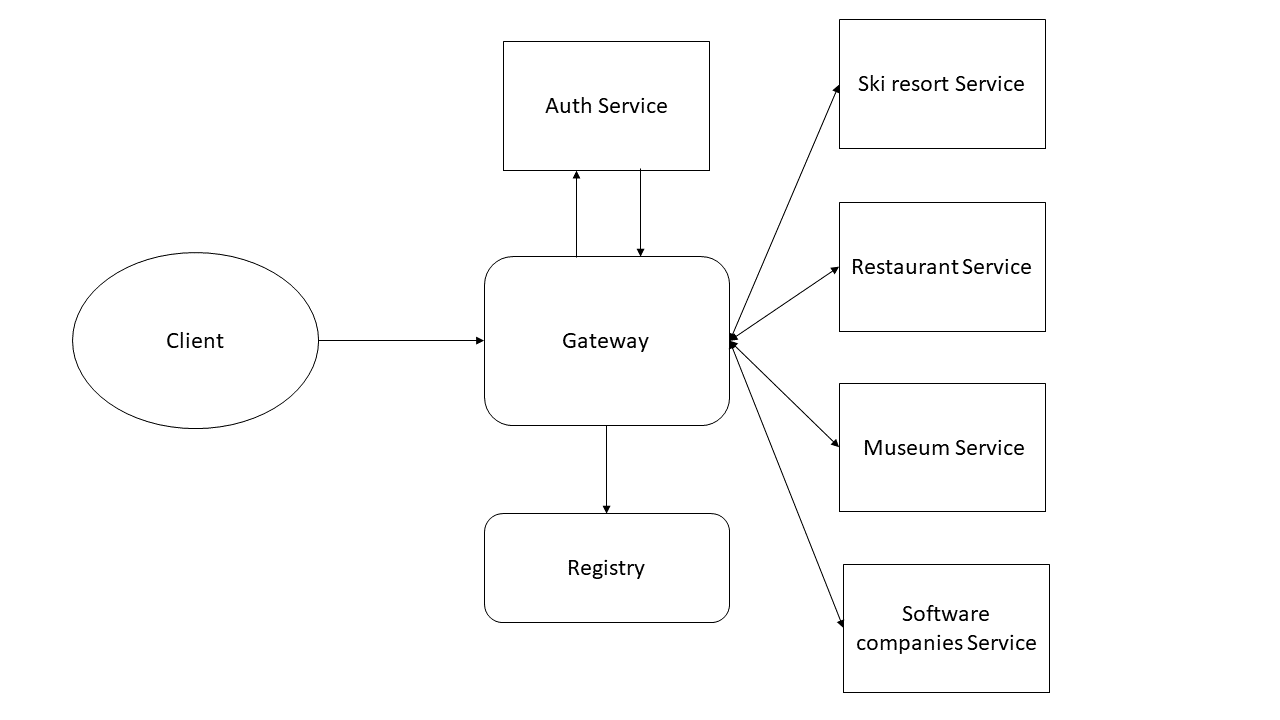 Ski resort Service
Auth Service
Restaurant Service
Client
Gateway
Museum Service
Registry
Software
companies Service